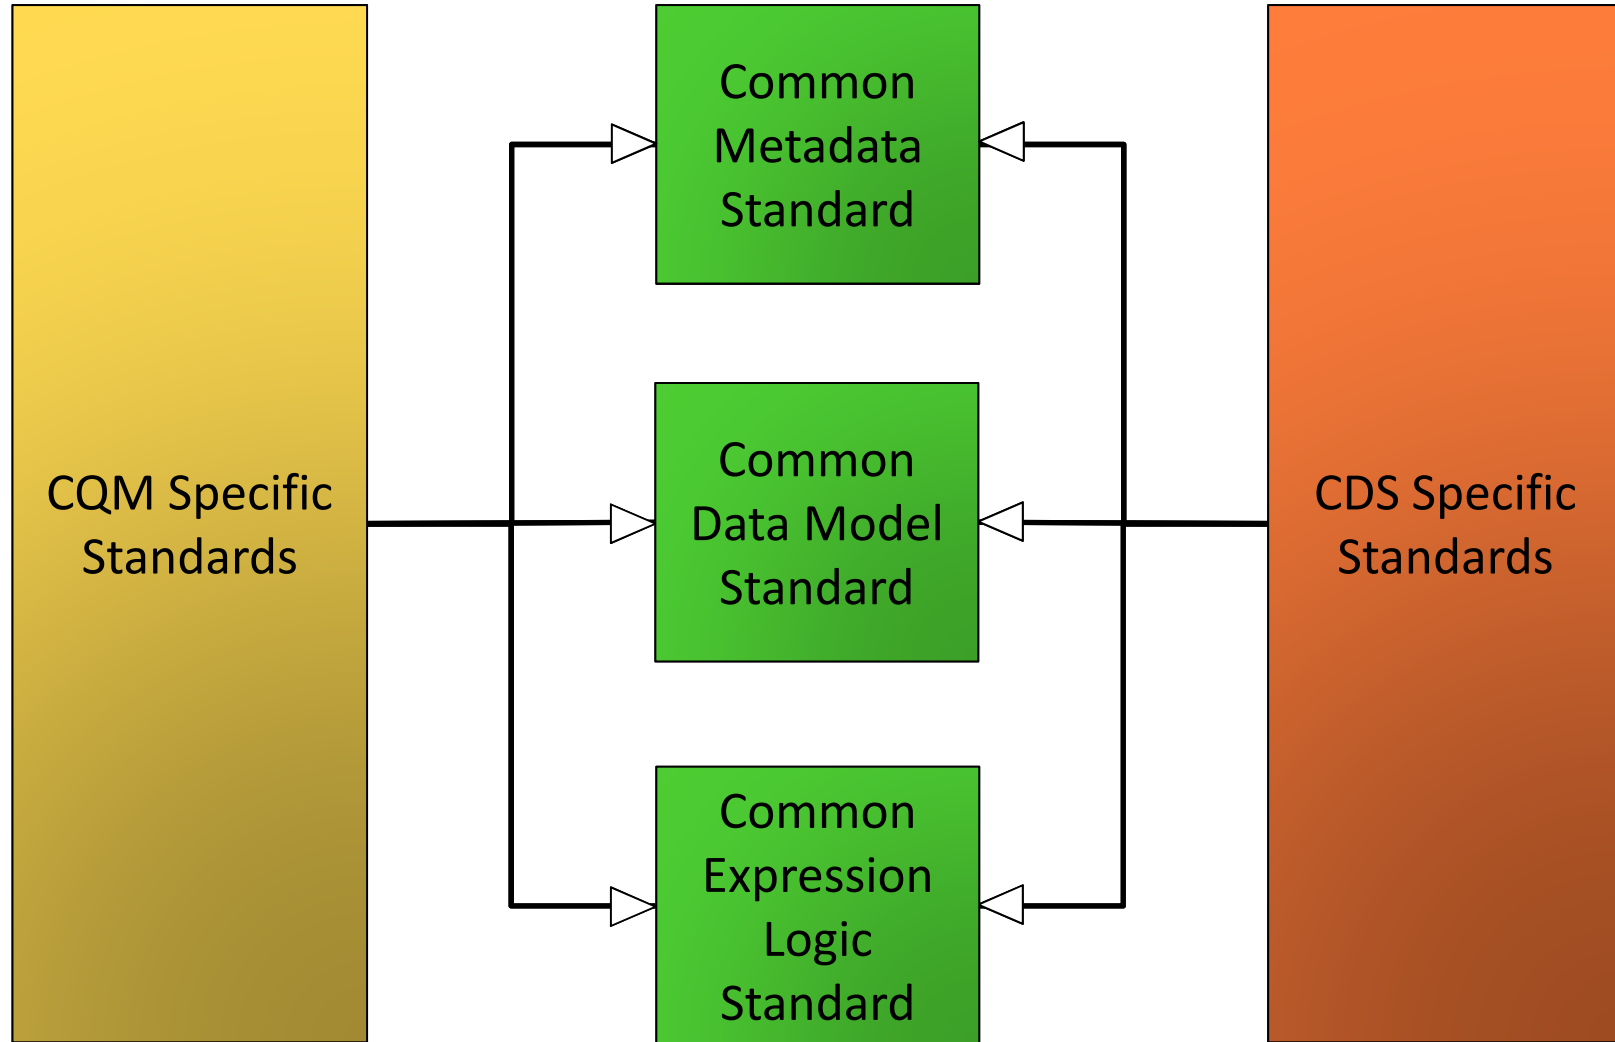 CQM Specific
Standards
Common
Metadata
Standard
Common
Data Model
Standard
Common
Expression
Logic
Standard
CDS Specific
Standards